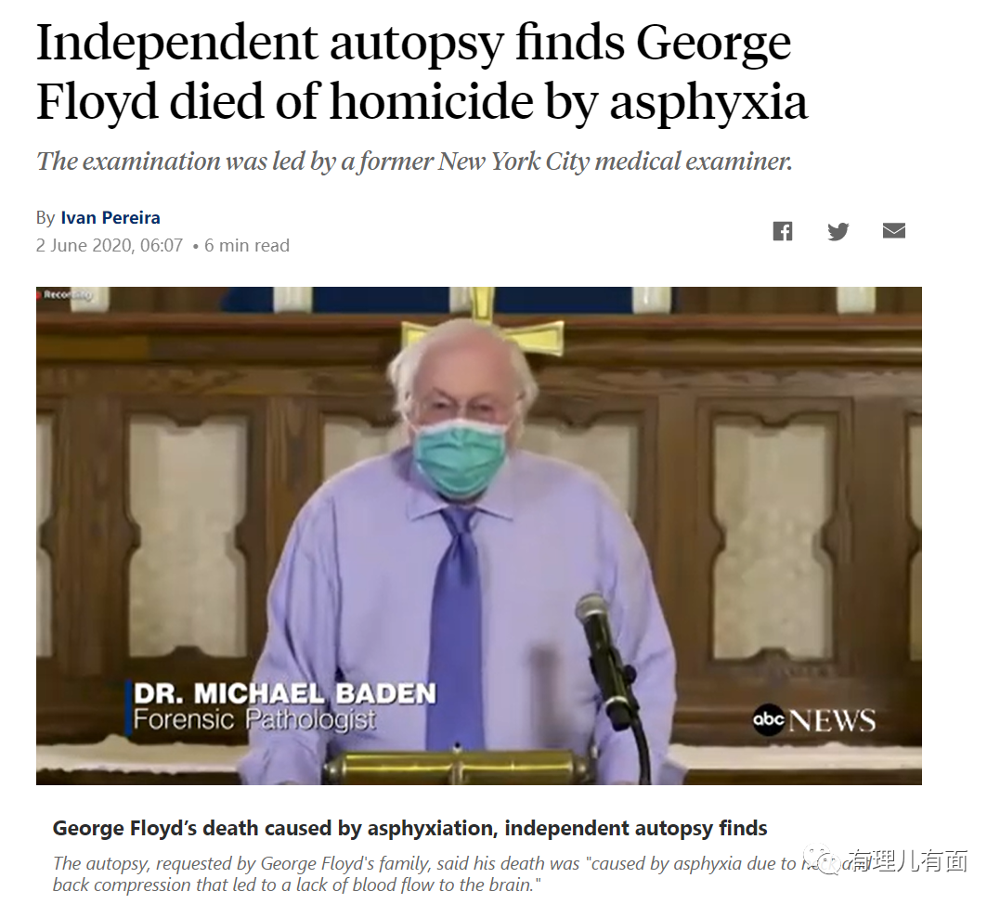 Independent autopsy finds George
Floyd died of homicide by asphyxia
The examination was led by a former New York City medical examiner.
By Ivan Pereira
2 June 2020, 06:07 • 6 min read
Recording
DR. MICHAEL BADEN
Forensic Pathologist
abc NEWS
George Floyd’s death caused by asphyxiation, independent autopsy finds
The autopsy, requested by George Floyd's family, said his death was "caused by asphyxia due to
back compression that led to a lack of blood flow to the brain."
有理儿有面